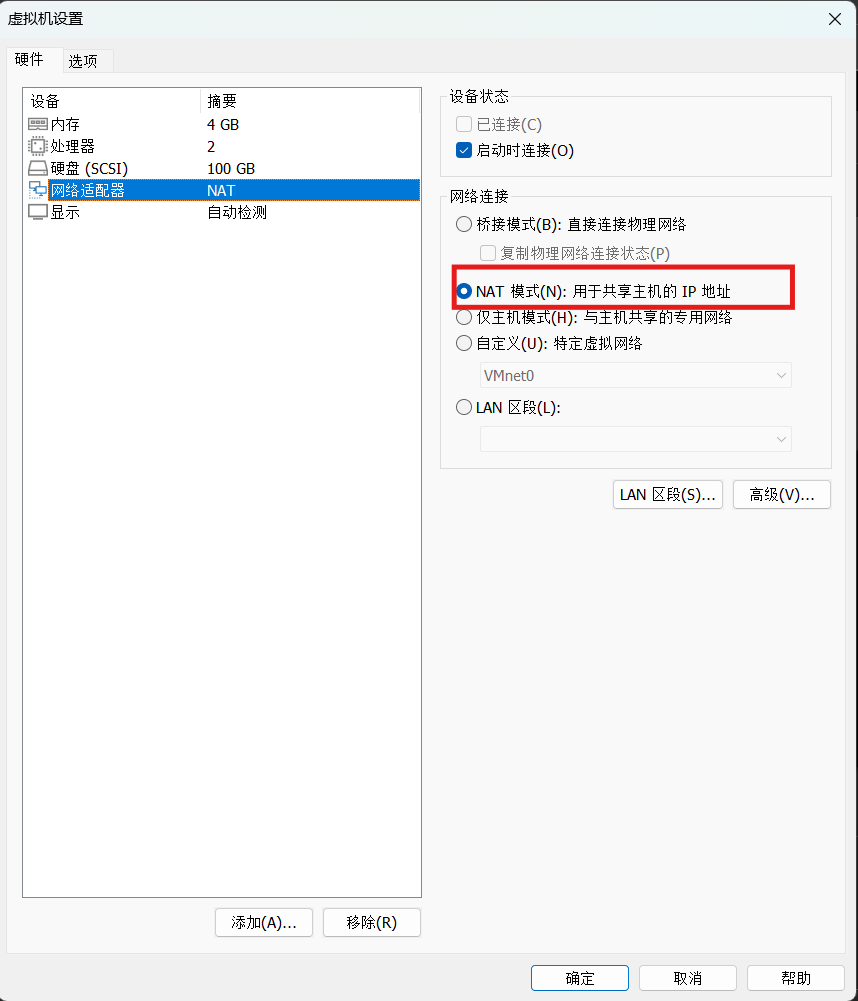 虚拟机设置
硬件 选项
设备 摘要
内存 4 GB
处理器 2
硬盘 (SCSI) 100 GB
网络适配器 NAT
显示 自动检测
设备状态
已连接(C)
启动时连接(O)
网络连接
桥接模式(B): 直接连接物理网络
复制物理网络连接状态(P)
NAT 模式(N): 用于共享主机的 IP 地址
仅主机模式(H): 与主机共享的专用网络
自定义(U): 特定虚拟网络
VMnet0
LAN 区段(L):
LAN 区段(S)... 高级(V)...
添加(A)... 移除(R)
确定 取消 帮助